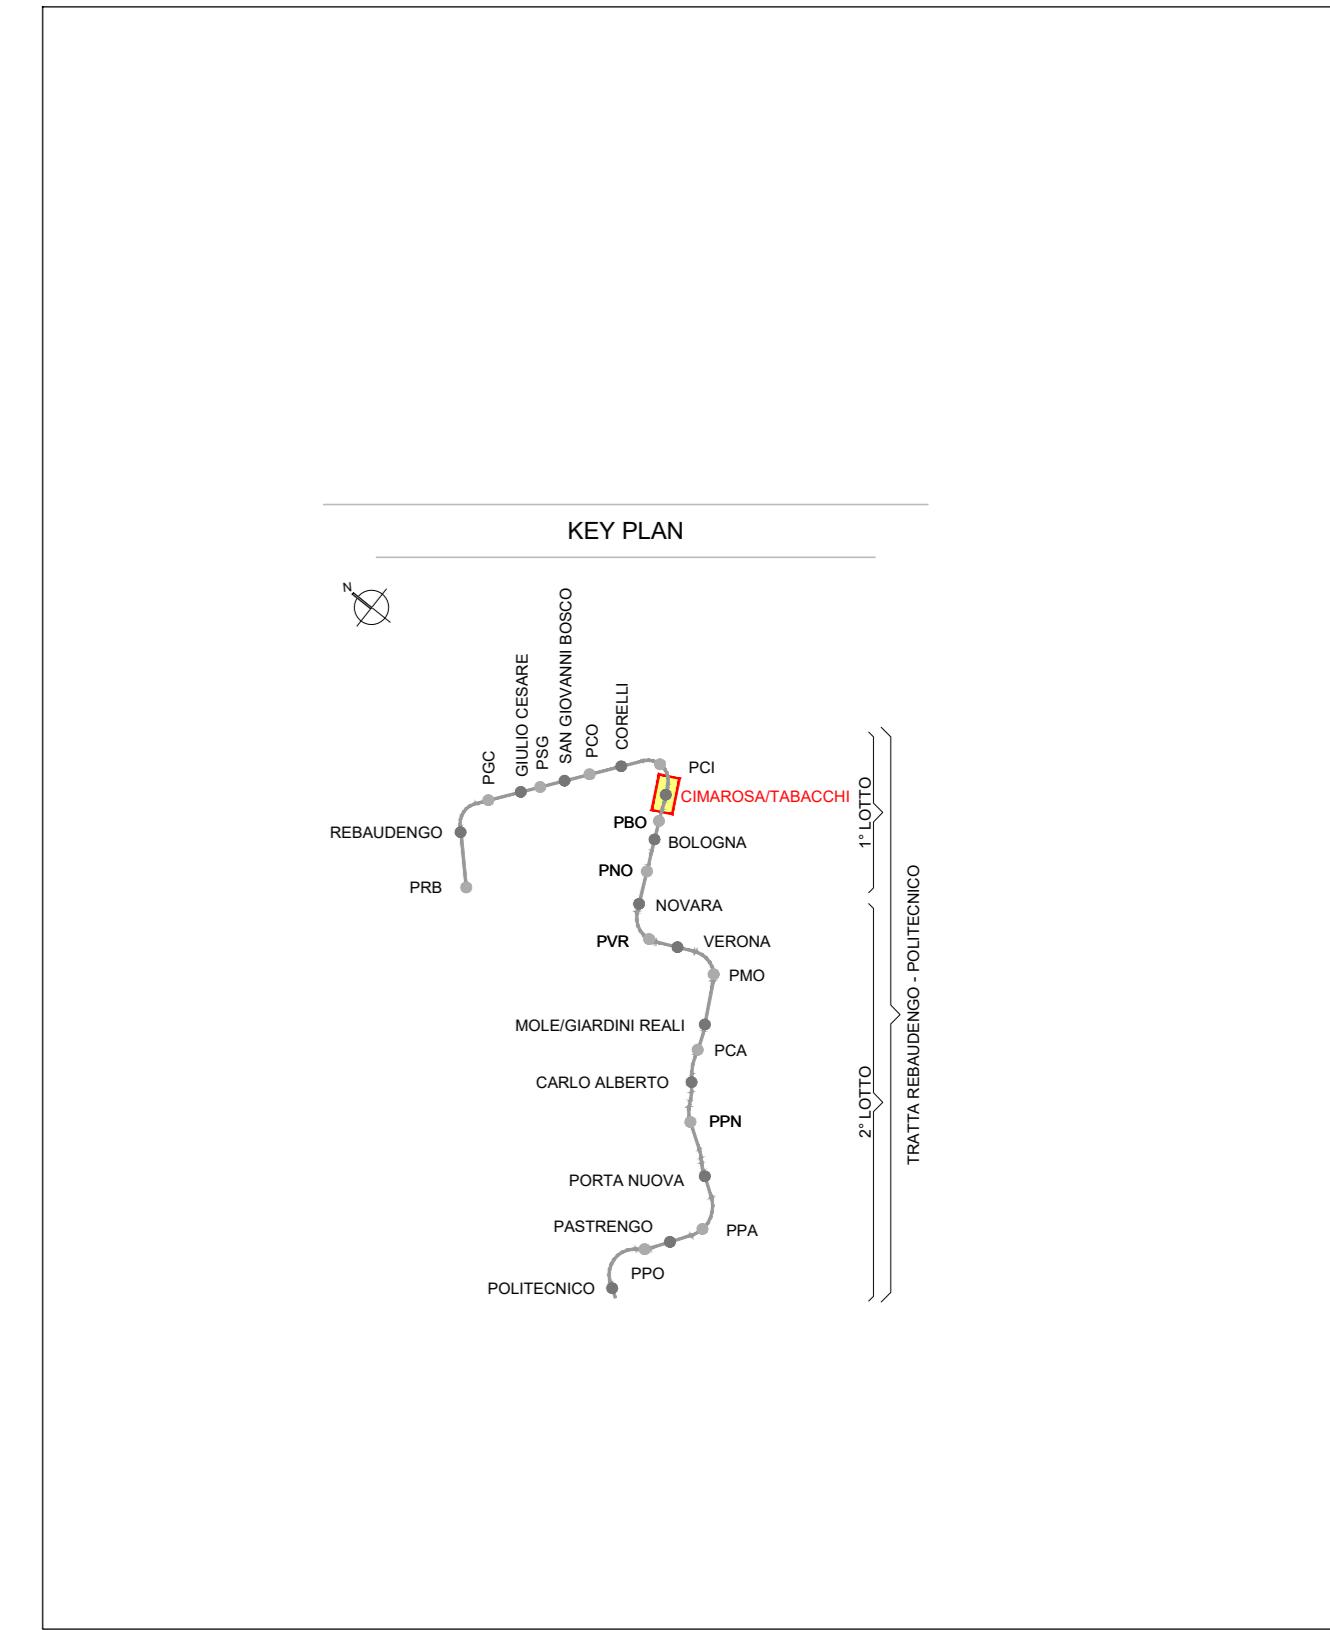 KEY PLAN
N
PGC
GIULIO CESARE
PSG
SAN GIOVANNI BOSCO
PCO
CORELLI
PCI
CIMAROSA/TABACCHI
PBO
REBAUDENGO
BOLOGNA
PNO
PRB
NOVARA
PVR
VERONA
PMO
MOLE/GIARDINI REALI
PCA
CARLO ALBERTO
PPN
PORTA NUOVA
PASTRENGO
PPA
PPO
POLITECNICO
1° LOTTO
2° LOTTO
TRATTA REBAUDENGO - POLITECNICO